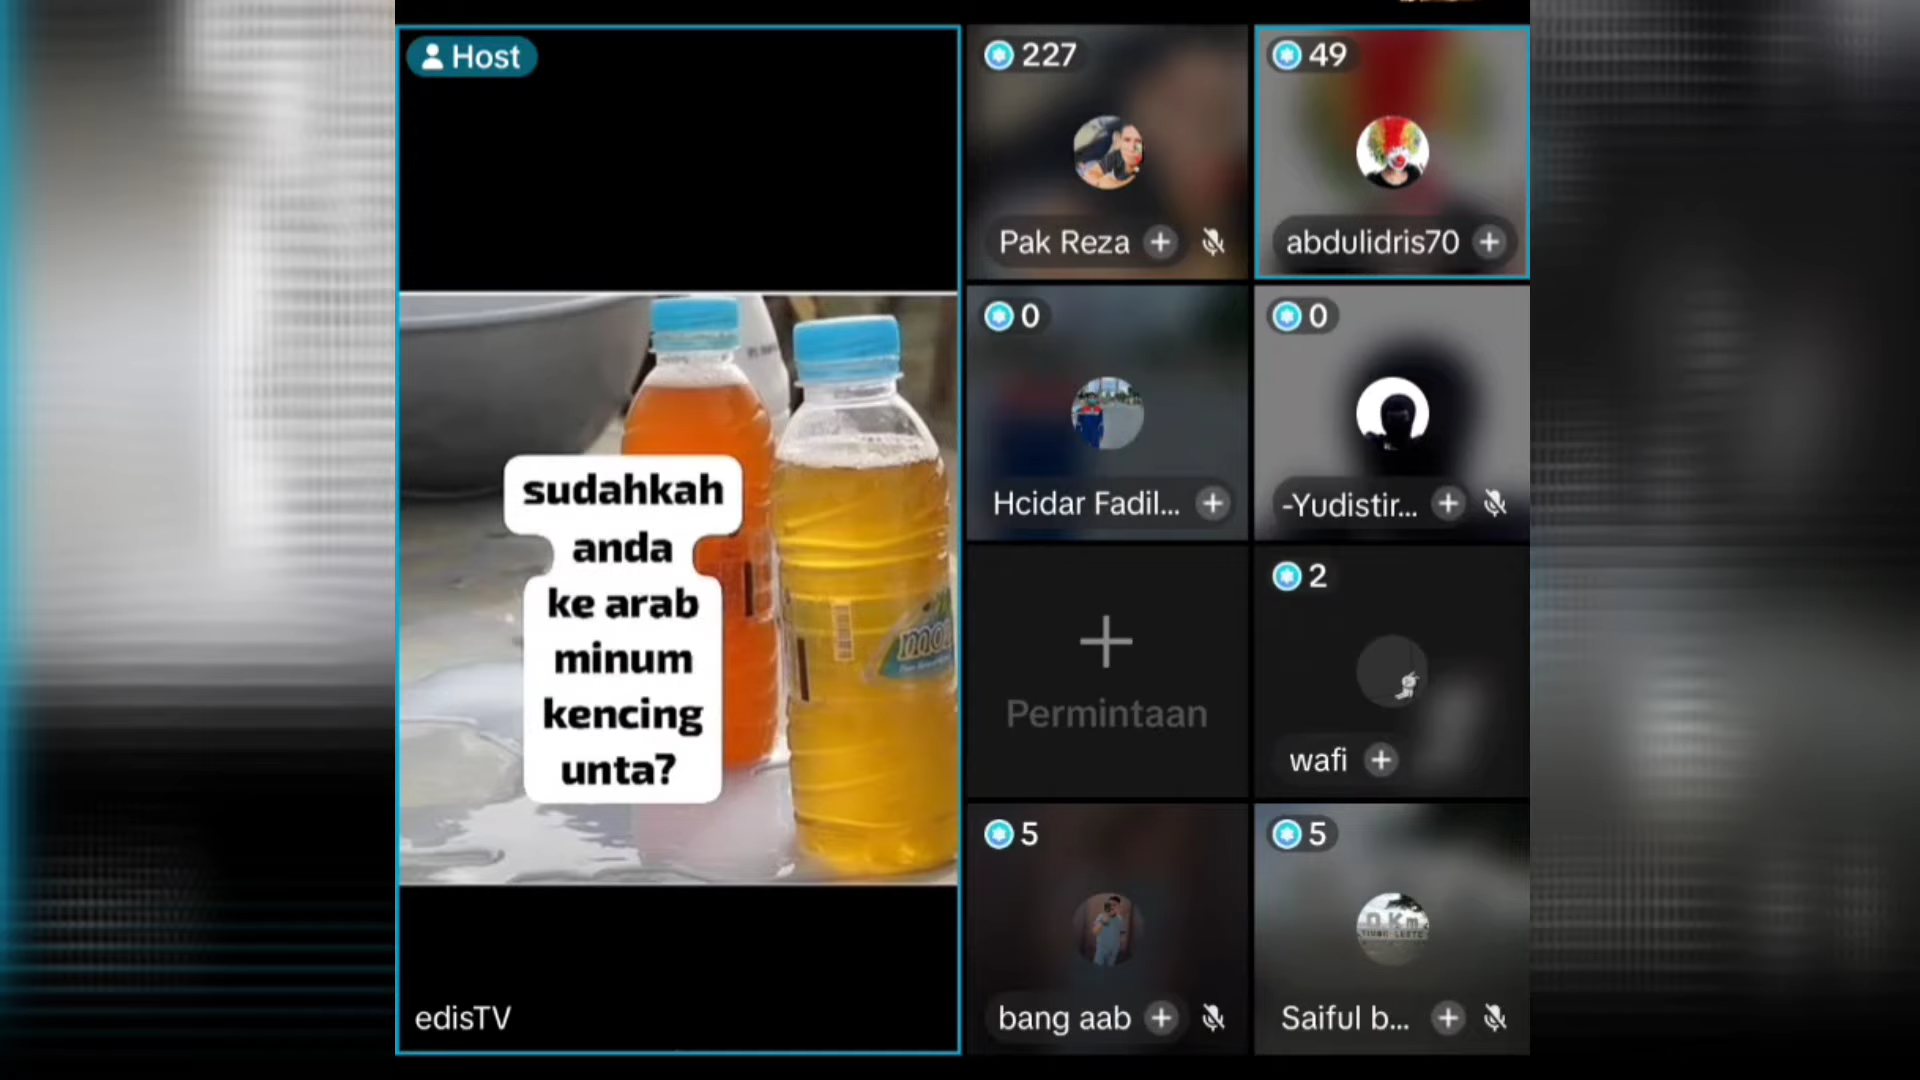 Host
sudahkah
anda
ke arab
minum
kencing
unta?
edisTV
227
Pak Reza
49
abdulidris70
0
Hcidar Fadil...
0
-Yudistir...
Permintaan
2
wafi
5
bang aab
5
Saiful b...